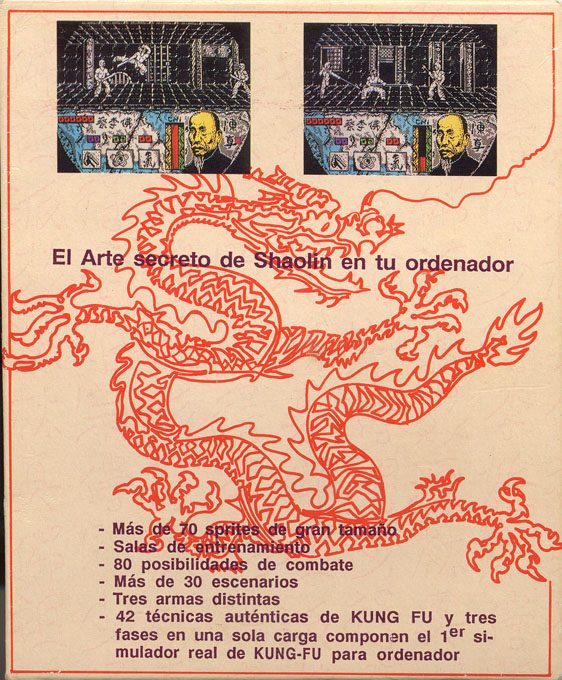 El Arte secreto de Shaolin en tu ordenador
- Más de 70 sprites de gran tamaño
- Salas de entrenamiento
- 80 posibilidades de combate
- Más de 30 escenarios
- Tres armas distintas
- 42 técnicas auténticas de KUNG FU y tres
fases en una sola carga componen el 1er si-
mulador real de KUNG-FU para ordenador